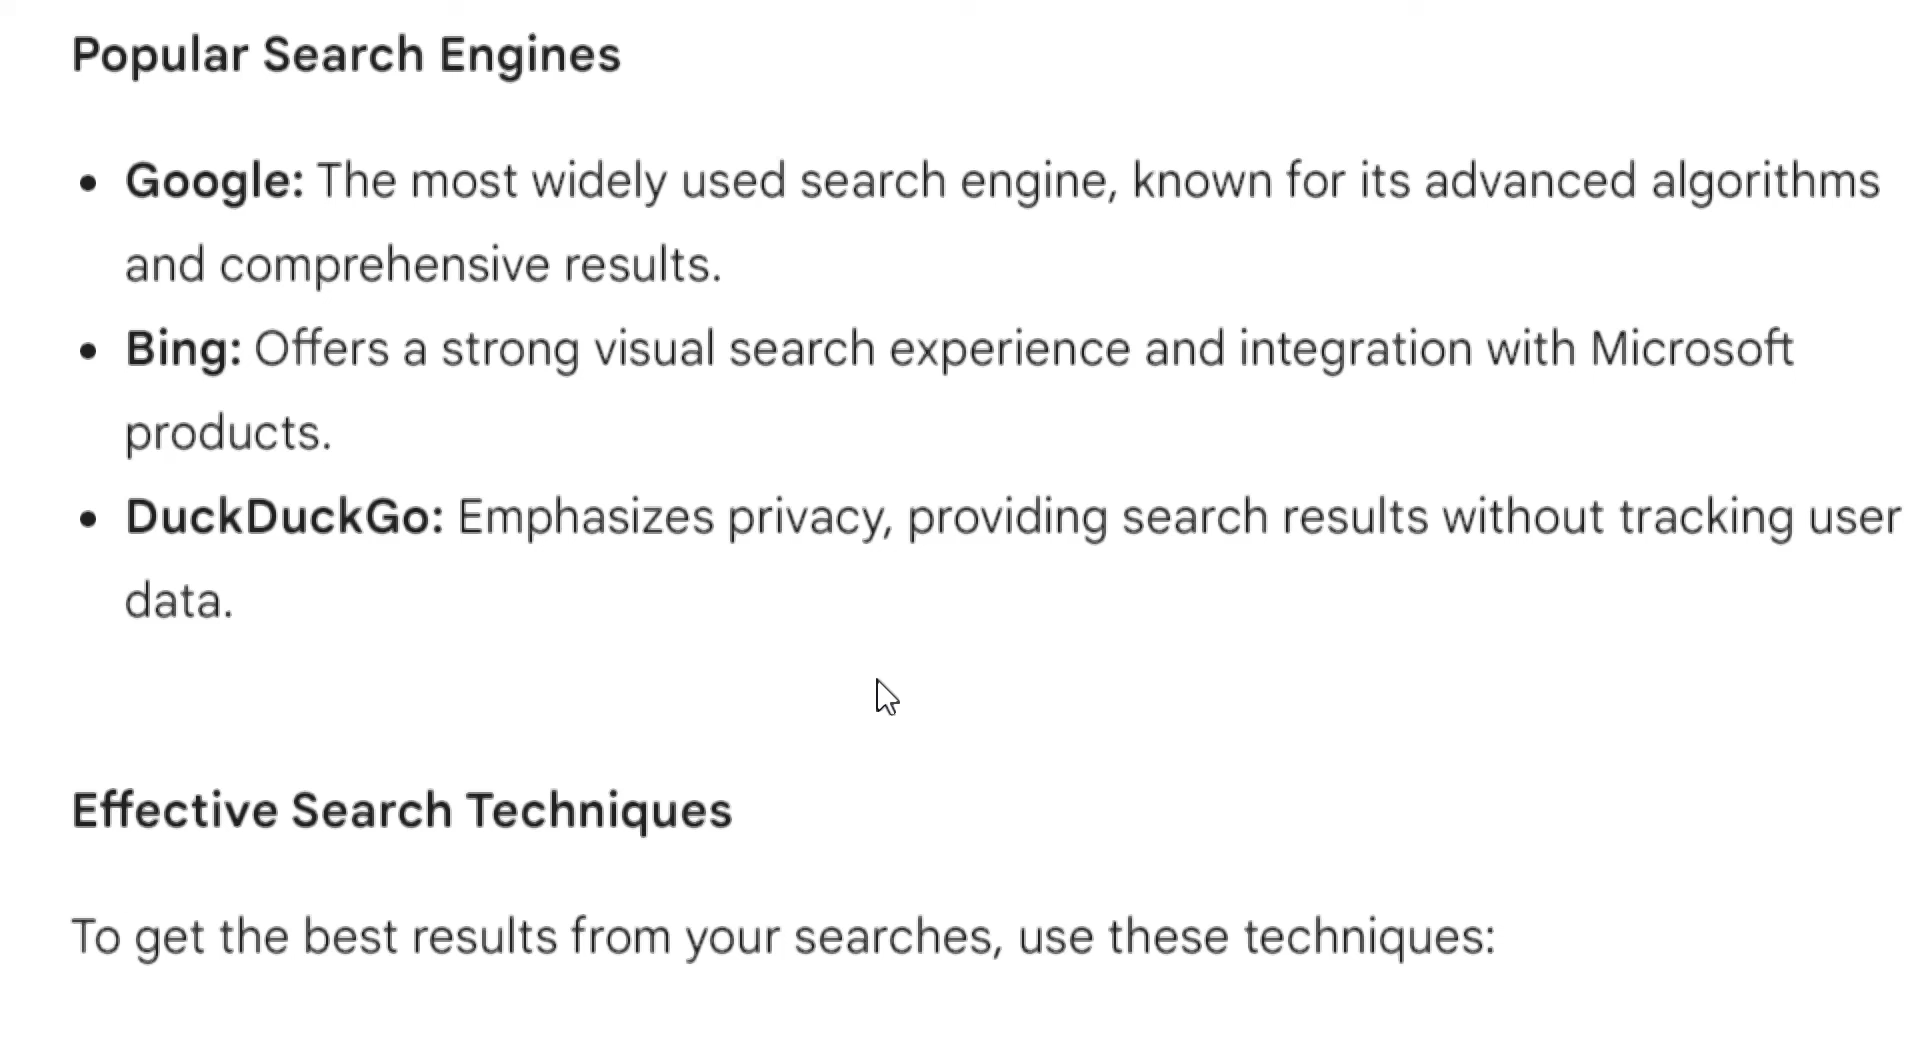 Popular Search Engines
• Google: The most widely used search engine, known for its advanced algorithms
and comprehensive results.
• Bing: Offers a strong visual search experience and integration with Microsoft
products.
• DuckDuckGo: Emphasizes privacy, providing search results without tracking user
data.
Effective Search Techniques
To get the best results from your searches, use these techniques: